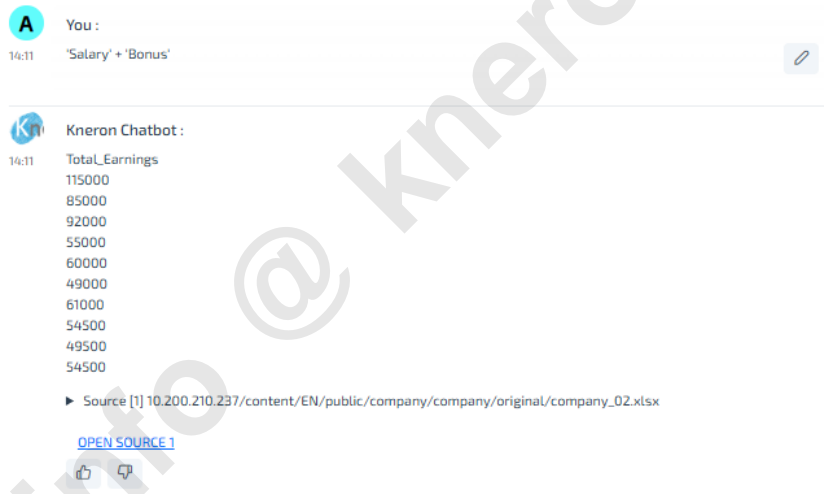 A
You :
14:11
'Salary' + 'Bonus'
Kn
Kneron Chatbot :
14:11
Total_Earnings
115000
85000
92000
55000
60000
49000
61000
54500
49500
54500
Source [1] 10.200.210.237/content/EN/public/company/company/original/company_02.xlsx
OPEN SOURCE 1
info @ knero